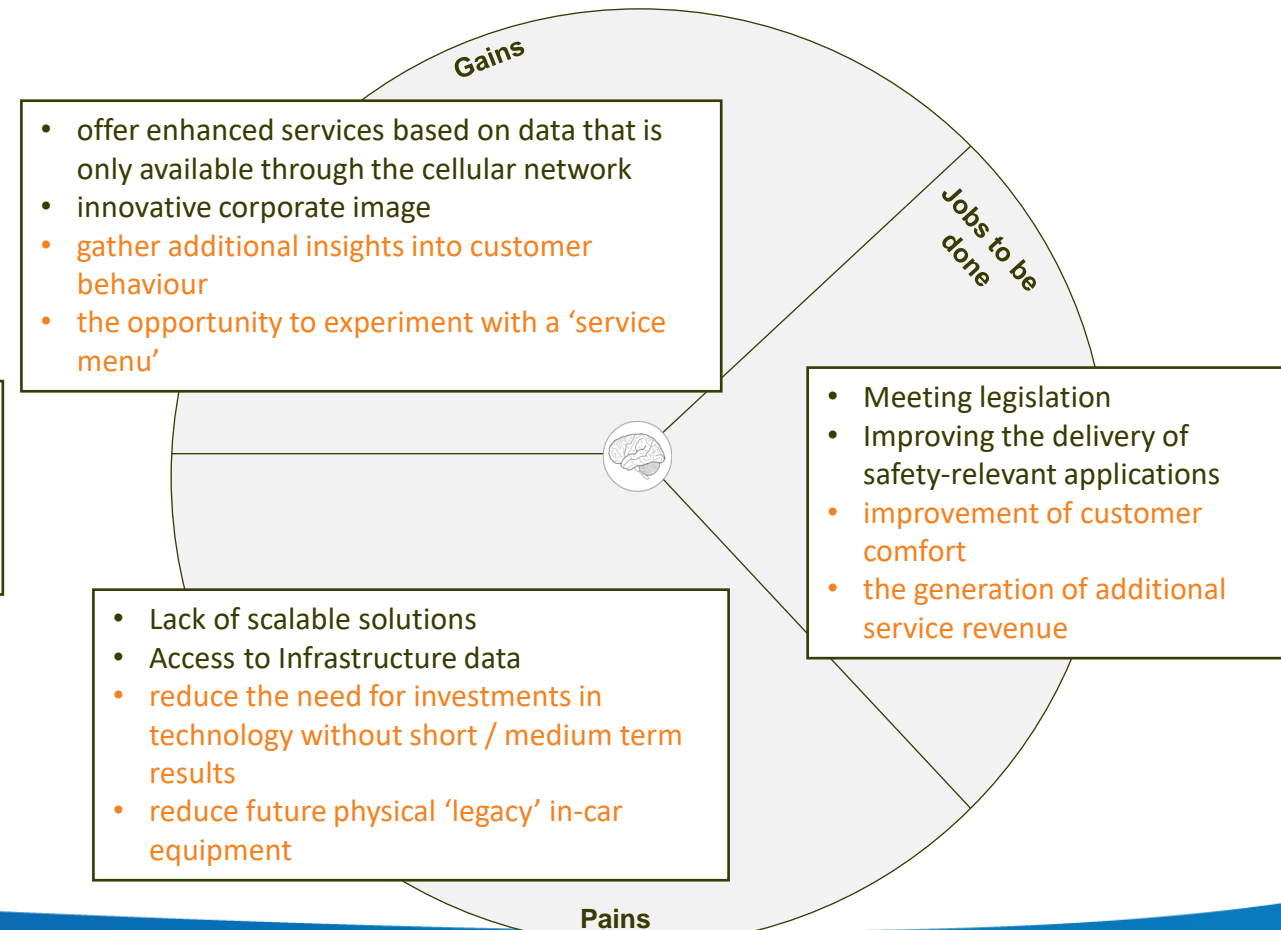 Gains
• offer enhanced services based on data that is
only available through the cellular network
• innovative corporate image
• gather additional insights into customer
behaviour
• the opportunity to experiment with a ‘service
menu’
Jobs to be
done
• Meeting legislation
• Improving the delivery of
safety-relevant applications
• improvement of customer
comfort
• the generation of additional
service revenue
• Lack of scalable solutions
• Access to Infrastructure data
• reduce the need for investments in
technology without short / medium term
results
• reduce future physical ‘legacy’ in-car
equipment
Pains